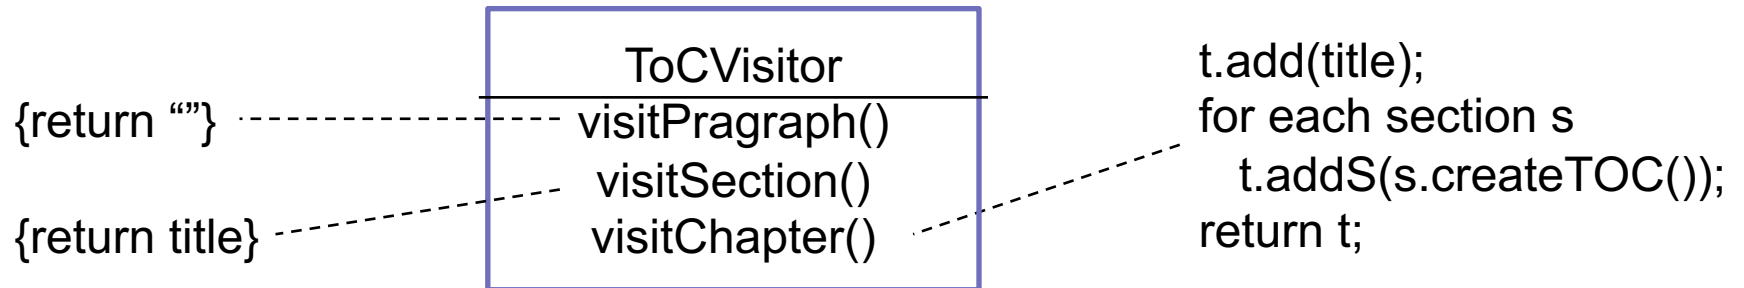 {return “”}
{return title}
ToCVisitor
visitPragraph()
visitSection()
visitChapter()
t.add(title);
for each section s
t.addS(s.createTOC());
return t;